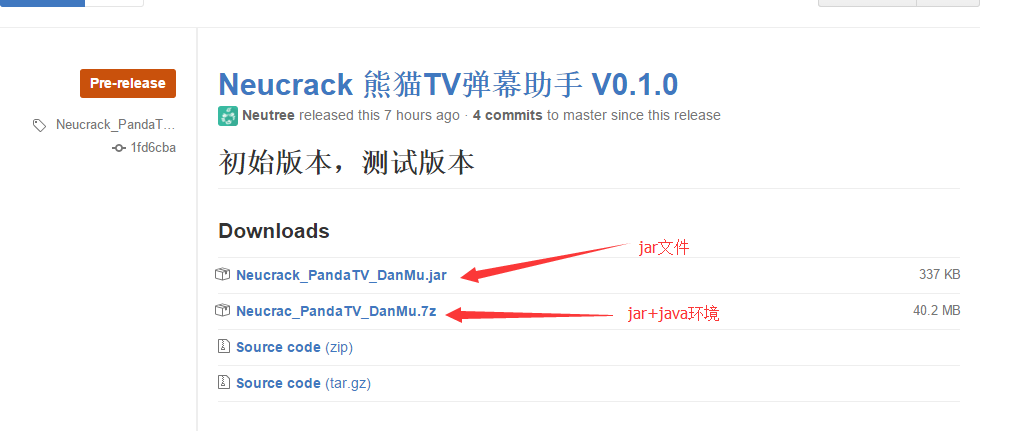 Pre-release
Neucrack_PandaT…
1fd6cba
Neucrack 熊猫TV弹幕助手 V0.1.0
Neutree released this 7 hours ago · 4 commits to master since this release
初始版本，测试版本
Downloads
jar文件
Neucrack_PandaTV_DanMu.jar 337 KB
Neucrac_PandaTV_DanMu.7z jar+java环境 40.2 MB
Source code (zip)
Source code (tar.gz)